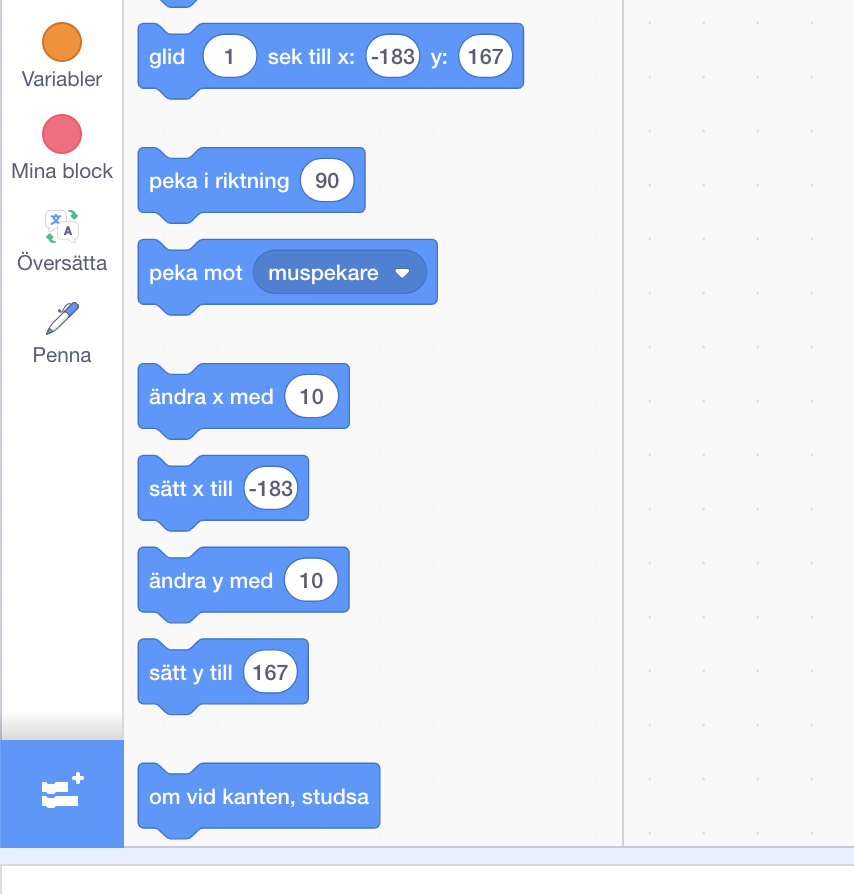 Variabler
Mina block
Översätta
Penna
glid 1 sek till x: -183 y: 167
peka i riktning 90
peka mot muspekare
ändra x med 10
sätt x till -183
ändra y med 10
sätt y till 167
om vid kanten, studsa